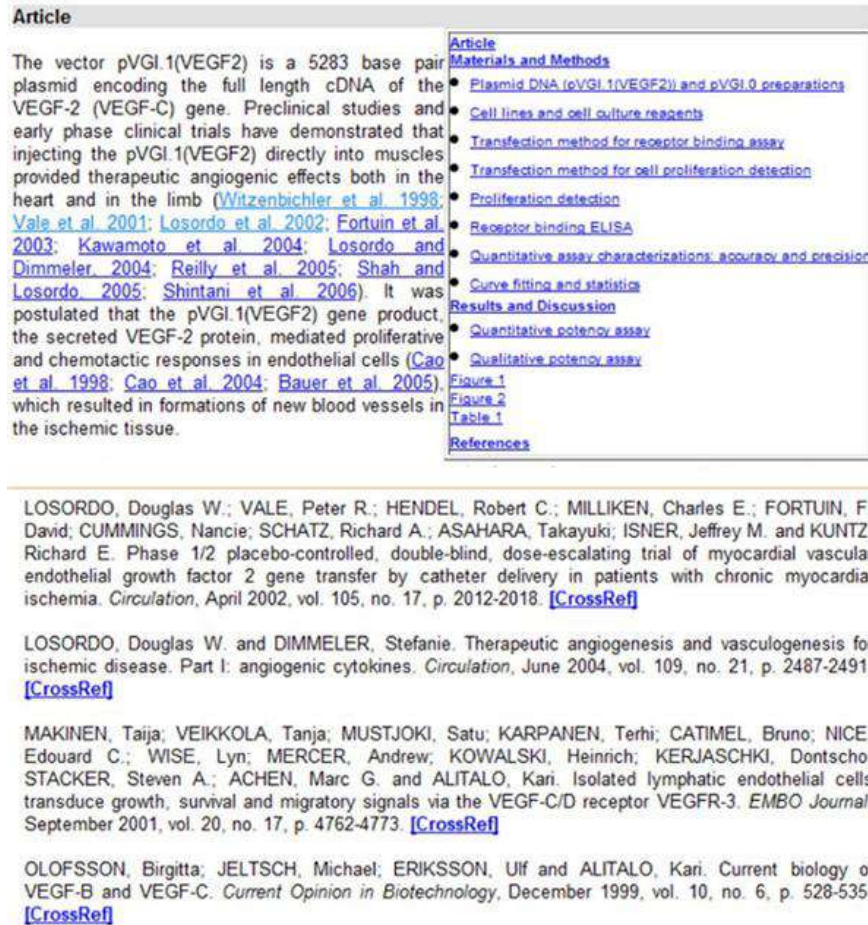 Article
The vector pVGI.1(VEGF2) is a 5283 base pair
plasmid encoding the full length cDNA of the
VEGF-2 (VEGF-C) gene. Preclinical studies and
early phase clinical trials have demonstrated that
injecting the pVGI.1(VEGF2) directly into muscles
provided therapeutic angiogenic effects both in the
heart and in the limb (Witzenbichler et al. 1998;
Vale et al. 2001; Losordo et al. 2002; Fortuin et al.
2003; Kawamoto et al. 2004; Losordo and
Dimmeler, 2004; Reilly et al. 2005; Shah and
Losordo, 2005; Shintani et al. 2006). It was
postulated that the pVGI.1(VEGF2) gene product,
the secreted VEGF-2 protein, mediated proliferative
and chemotactic responses in endothelial cells (Cao
et al. 1998; Cao et al. 2004; Bauer et al. 2005),
which resulted in formations of new blood vessels in
the ischemic tissue.
Article
Materials and Methods
• Plasmid DNA (pVGI.1(VEGF2)) and pVGI.0 preparations
• Cell lines and cell culture reagents
• Transfection method for receptor binding assay
• Transfection method for cell proliferation detection
• Proliferation detection
• Receptor binding ELISA
• Quantitative assay characterizations: accuracy and precision
• Curve fitting and statistics
Results and Discussion
• Quantitative potency assay
• Qualitative potency assay
Figure 1
Figure 2
Table 1
References
LOSORDO, Douglas W.; VALE, Peter R.; HENDEL, Robert C.; MILLIKEN, Charles E.; FORTUIN, F
David; CUMMINGS, Nancie; SCHATZ, Richard A.; ASAHARA, Takayuki; ISNER, Jeffrey M. and KUNTZ
Richard E. Phase 1/2 placebo-controlled, double-blind, dose-escalating trial of myocardial vascula
endothelial growth factor 2 gene transfer by catheter delivery in patients with chronic myocardia
ischemia. Circulation, April 2002, vol. 105, no. 17, p. 2012-2018. [CrossRef]
LOSORDO, Douglas W. and DIMMELER, Stefanie. Therapeutic angiogenesis and vasculogenesis fo
ischemic disease. Part I: angiogenic cytokines. Circulation, June 2004, vol. 109, no. 21, p. 2487-2491
[CrossRef]
MAKINEN, Taija; VEIKKOLA, Tanja; MUSTJOKI, Satu; KARPANEN, Terhi; CATIMEL, Bruno; NICE
Edouard C.; WISE, Lyn; MERCER, Andrew; KOWALSKI, Heinrich; KERJASCHKI, Dontscho
STACKER, Steven A.; ACHEN, Marc G. and ALITALO, Kari. Isolated lymphatic endothelial cells
transduce growth, survival and migratory signals via the VEGF-C/D receptor VEGFR-3. EMBO Journal
September 2001, vol. 20, no. 17, p. 4762-4773. [CrossRef]
OLOFSSON, Birgitta; JELTSCH, Michael; ERIKSSON, Ulf and ALITALO, Kari. Current biology o
VEGF-B and VEGF-C. Current Opinion in Biotechnology, December 1999, vol. 10, no. 6, p. 528-535
[CrossRef]